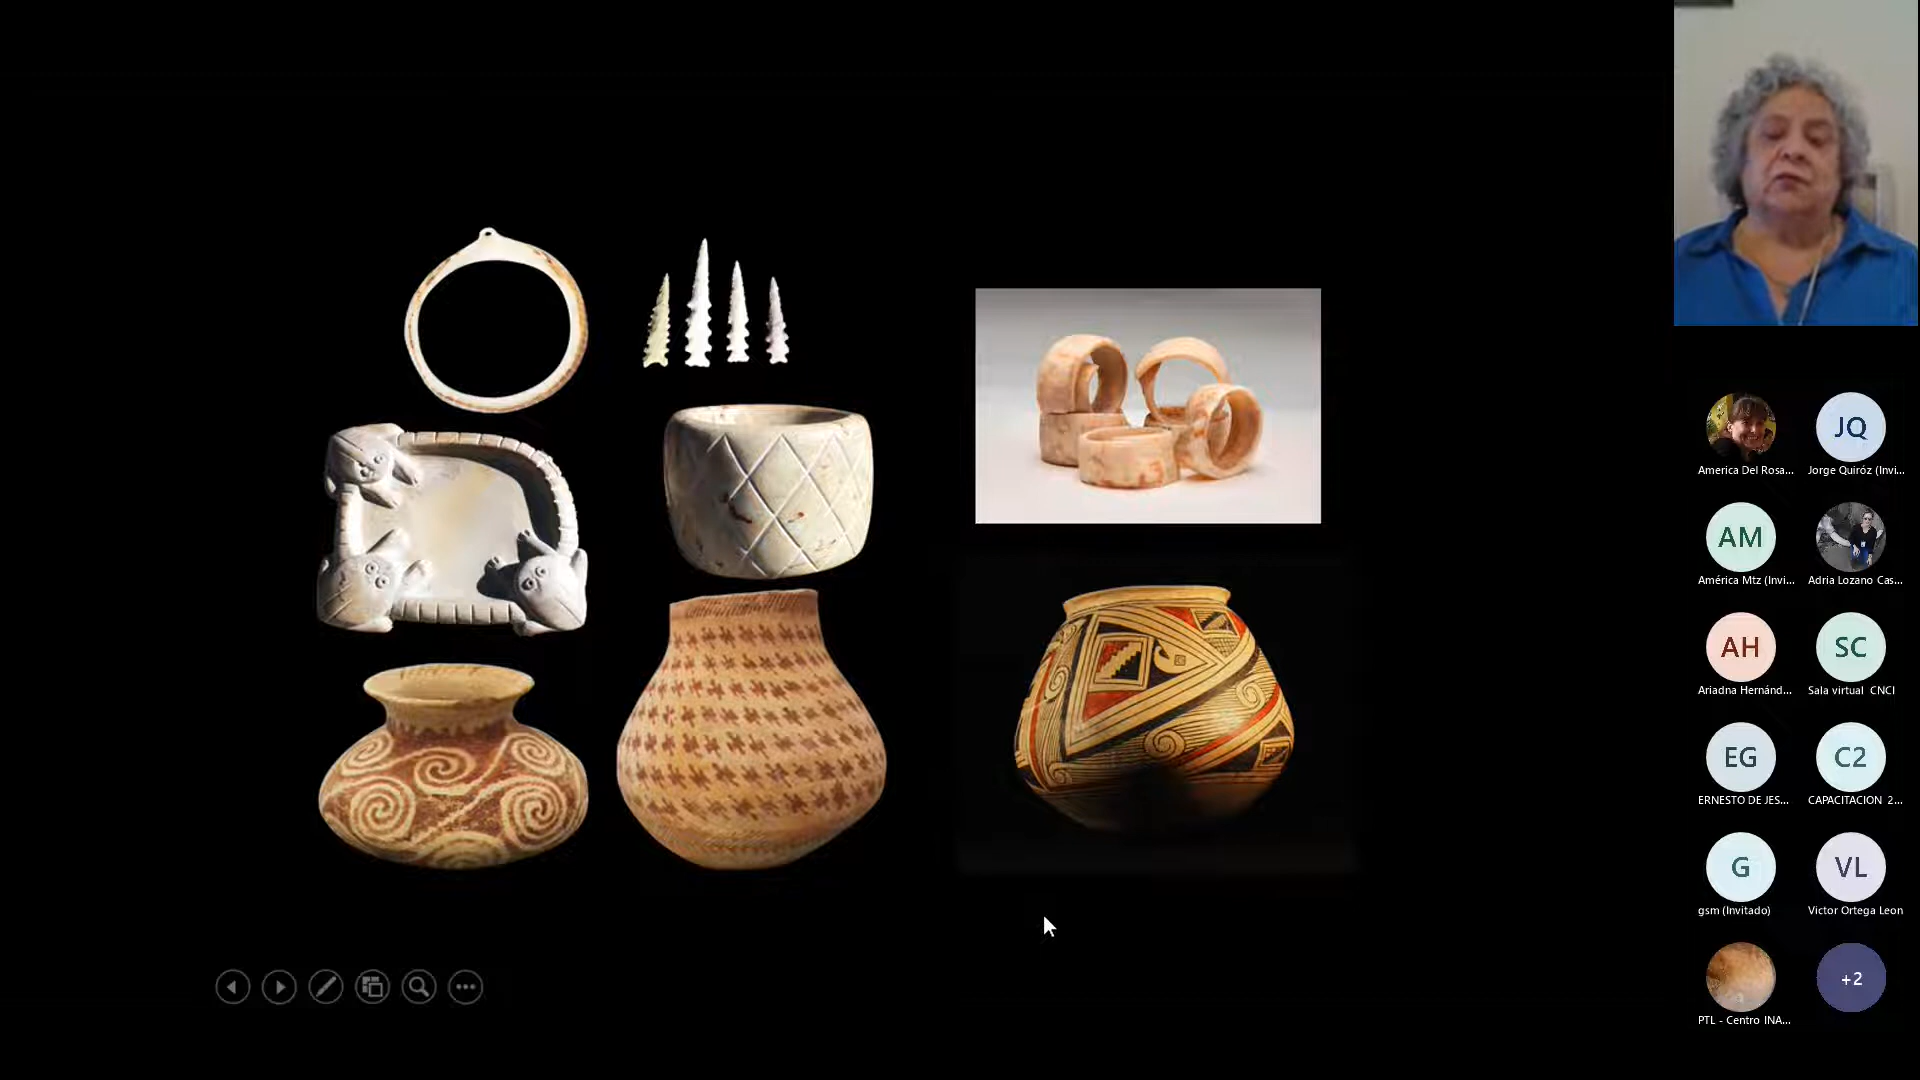 America Del Rosa...
JQ
Jorge Quiróz (Invi...
AM
América Mtz (Invi...
Adria Lozano Cas...
AH
Ariadna Hernánd...
SC
Sala virtual CNCI
EG
ERNESTO DE JES...
C2
CAPACITACION 2...
G
gsm (Invitado)
VL
Victor Ortega Leon
PTL - Centro INA...
+2